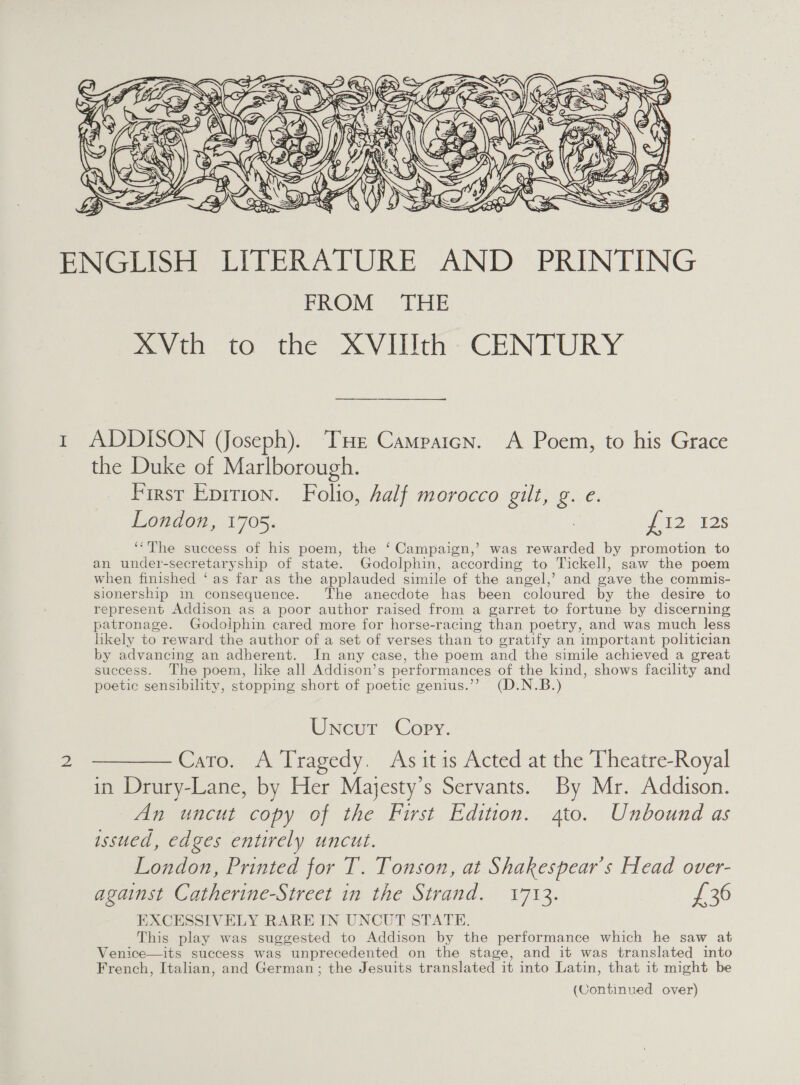 ENGLISH LITERATURE AND PRINTING
FROM THE
XVth to the XVIIIth CENTURY
1 ADDISON (Joseph). THE CAMPAIGN. A Poem, to his Grace
the Duke of Marlborough.
FIRST EDITION. Folio, half morocco gilt, g. e.
London, 1705. £12 12s
“The success of his poem, the ‘Campaign,’ was rewarded by promotion to
an under-secretaryship of state. Godolphin, according to Tickell, saw the poem
when finished ‘as far as the applauded simile of the angel,’ and gave the commis-
sionership in consequence. The anecdote has been coloured by the desire to
represent Addison as a poor author raised from a garret to fortune by discerning
patronage. Godolphin cared more for horse-racing than poetry, and was much less
likely to reward the author of a set of verses than to gratify an important politician
by advancing an adherent. In any case, the poem and the simile achieved a great
success. The poem, like all Addison’s performances of the kind, shows facility and
poetic sensibility, stopping short of poetic genius.” (D.N.B.)
UNCUT COPY.
2 ——— CATO. A Tragedy. As it is Acted at the Theatre-Royal
in Drury-Lane, by Her Majesty’s Servants. By Mr. Addison.
An uncut copy of the First Edition. 4to. Unbound as
issued, edges entirely uncut.
London, Printed for T. Tonson, at Shakespear’s Head over-
against Catherine-Street in the Strand. 1713. £36
EXCESSIVELY RARE IN UNCUT STATE.
This play was suggested to Addison by the performance which he saw at
Venice—its success was unprecedented on the stage, and it was translated into
French, Italian, and German; the Jesuits translated it into Latin, that it might be
(Continued over)